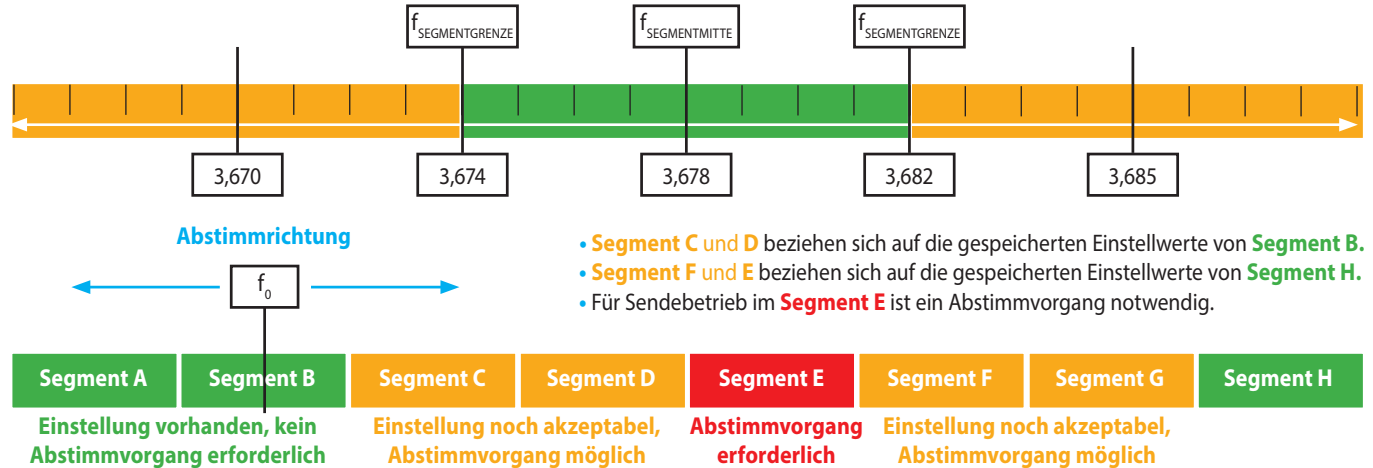 fSEGMENTGRENZE fSEGMENTMITTE fSEGMENTGRENZE
3,670 3,674 3,678 3,682 3,685
Abstimmrichtung
f0
• Segment C und D beziehen sich auf die gespeicherten Einstellwerte von Segment B.
• Segment F und E beziehen sich auf die gespeicherten Einstellwerte von Segment H.
• Für Sendebetrieb im Segment E ist ein Abstimmvorgang notwendig.
Segment A Segment B Segment C Segment D Segment E Segment F Segment G Segment H
Einstellung vorhanden, kein
Abstimmvorgang erforderlich
Einstellung noch akzeptabel,
Abstimmvorgang möglich
Abstimmvorgang
erforderlich
Einstellung noch akzeptabel,
Abstimmvorgang möglich